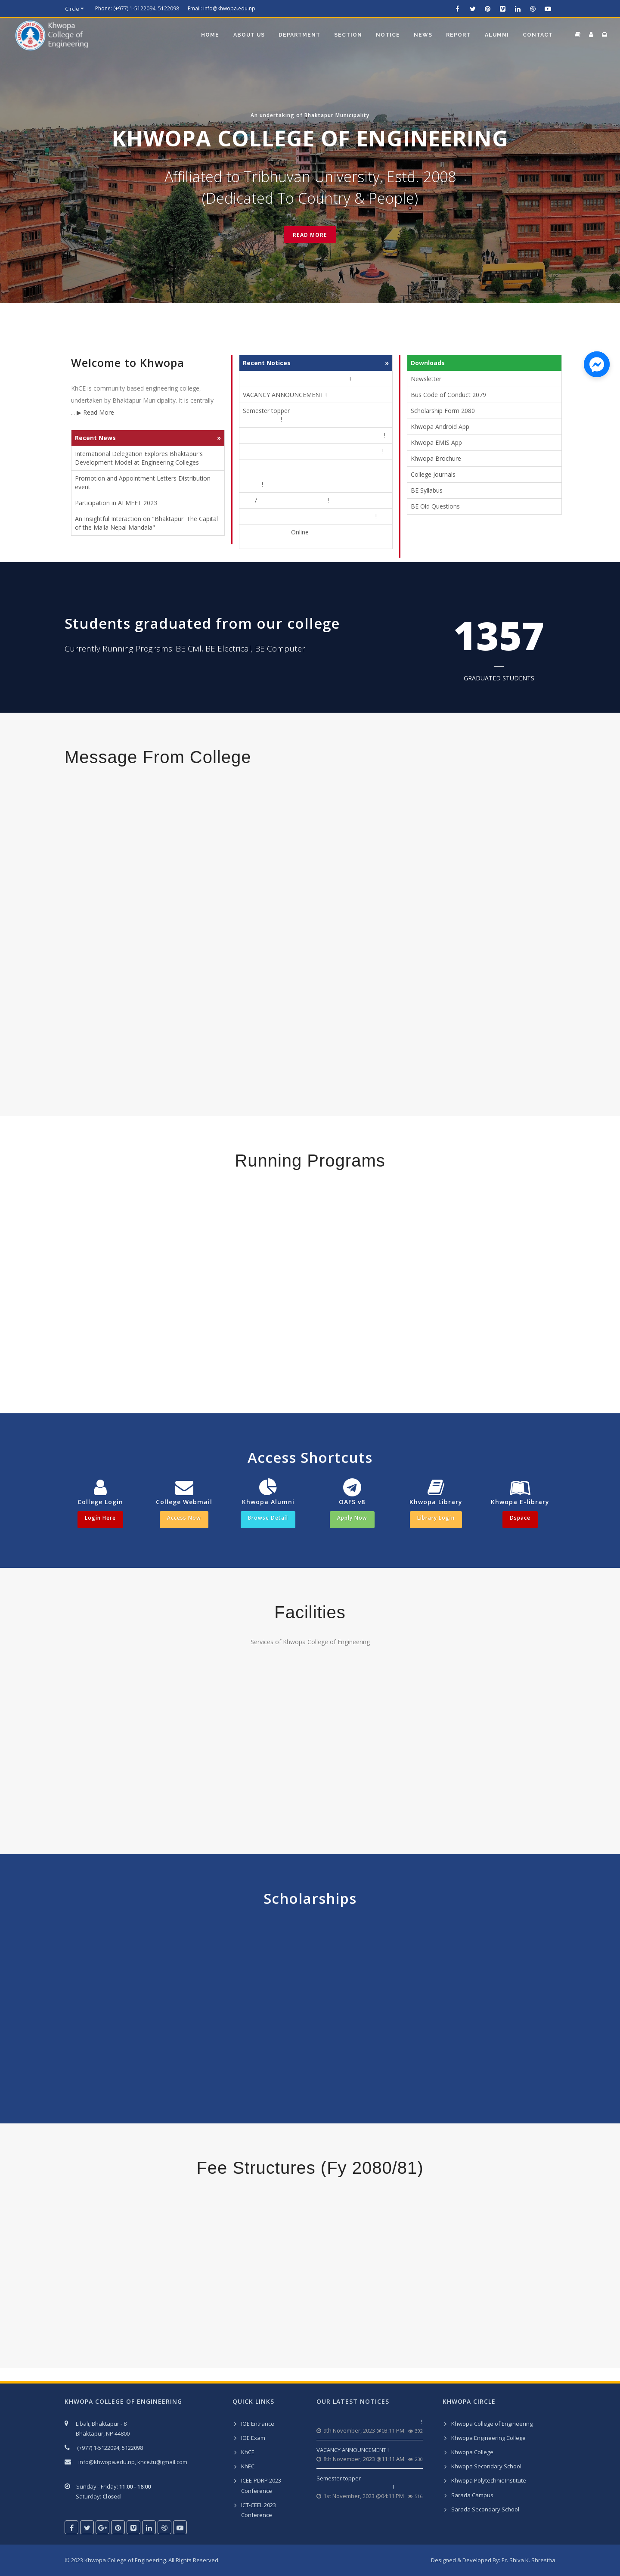 Circle
Phone: (+977) 1-5122094, 5122098
Email: info@khwopa.edu.np
Khwopa
College of
Engineering
HOME
ABOUT US
DEPARTMENT
SECTION
NOTICE
NEWS
REPORT
ALUMNI
CONTACT
An undertaking of Bhaktapur Municipality
KHWOPA COLLEGE OF ENGINEERING
Affiliated to Tribhuvan University, Estd. 2008
(Dedicated To Country & People)
READ MORE
Welcome to Khwopa
KhCE is community-based engineering college,
undertaken by Bhaktapur Municipality. It is centrally
... ▶ Read More
Recent News »
International Delegation Explores Bhaktapur's
Development Model at Engineering Colleges
Promotion and Appointment Letters Distribution
event
Participation in AI MEET 2023
An Insightful Interaction on "Bhaktapur: The Capital
of the Malla Nepal Mandala"
Recent Notices »
!
VACANCY ANNOUNCEMENT !
Semester topper
!
!
!
!
/ !
!
Online
Downloads
Newsletter
Bus Code of Conduct 2079
Scholarship Form 2080
Khwopa Android App
Khwopa EMIS App
Khwopa Brochure
College Journals
BE Syllabus
BE Old Questions
Students graduated from our college
Currently Running Programs: BE Civil, BE Electrical, BE Computer
1357
GRADUATED STUDENTS
Message From College
Running Programs
Access Shortcuts
College Login
Login Here
College Webmail
Access Now
Khwopa Alumni
Browse Detail
OAFS v8
Apply Now
Khwopa Library
Library Login
Khwopa E-library
Dspace
Facilities
Services of Khwopa College of Engineering
Scholarships
Fee Structures (Fy 2080/81)
KHWOPA COLLEGE OF ENGINEERING
Libali, Bhaktapur - 8
Bhaktapur, NP 44800
(+977) 1-5122094, 5122098
info@khwopa.edu.np, khce.tu@gmail.com
Sunday - Friday: 11:00 - 18:00
Saturday: Closed
QUICK LINKS
IOE Entrance
IOE Exam
KhCE
KhEC
ICEE-PDRP 2023
Conference
ICT-CEEL 2023
Conference
OUR LATEST NOTICES
!
9th November, 2023 @03:11 PM 392
VACANCY ANNOUNCEMENT !
8th November, 2023 @11:11 AM 230
Semester topper
!
1st November, 2023 @04:11 PM 516
KHWOPA CIRCLE
Khwopa College of Engineering
Khwopa Engineering College
Khwopa College
Khwopa Secondary School
Khwopa Polytechnic Institute
Sarada Campus
Sarada Secondary School
© 2023 Khwopa College of Engineering. All Rights Reserved.
Designed & Developed By: Er. Shiva K. Shrestha